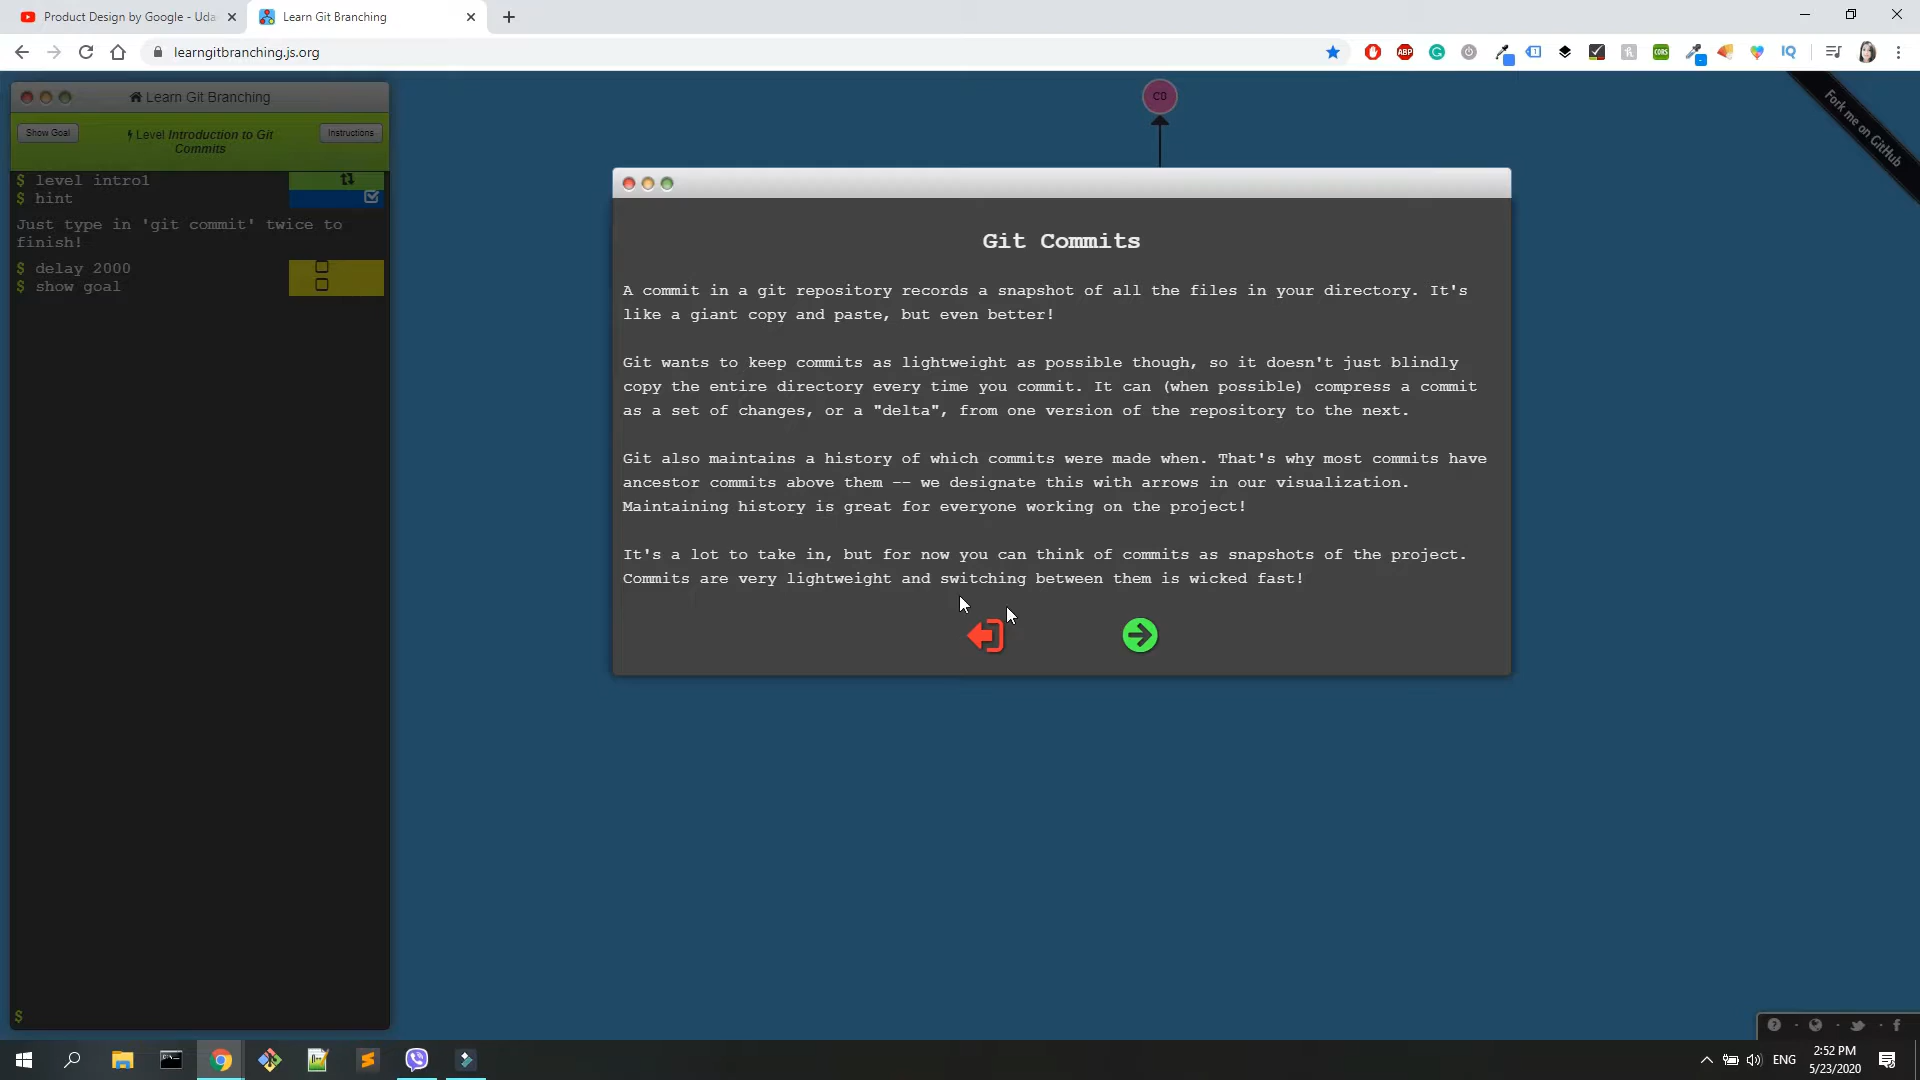 Product Design by Google - Uda
Learn Git Branching
learngitbranching.js.org
ABP
CORS
IQ
Learn Git Branching
Show Goal
Level Introduction to Git
Commits
Instructions
$ level intro1
$ hint
Just type in 'git commit' twice to
finish!
$ delay 2000
$ show goal
$
C0
Fork me on GitHub
Git Commits
A commit in a git repository records a snapshot of all the files in your directory. It's
like a giant copy and paste, but even better!
Git wants to keep commits as lightweight as possible though, so it doesn't just blindly
copy the entire directory every time you commit. It can (when possible) compress a commit
as a set of changes, or a "delta", from one version of the repository to the next.
Git also maintains a history of which commits were made when. That's why most commits have
ancestor commits above them -- we designate this with arrows in our visualization.
Maintaining history is great for everyone working on the project!
It's a lot to take in, but for now you can think of commits as snapshots of the project.
Commits are very lightweight and switching between them is wicked fast!
ENG
2:52 PM
5/23/2020